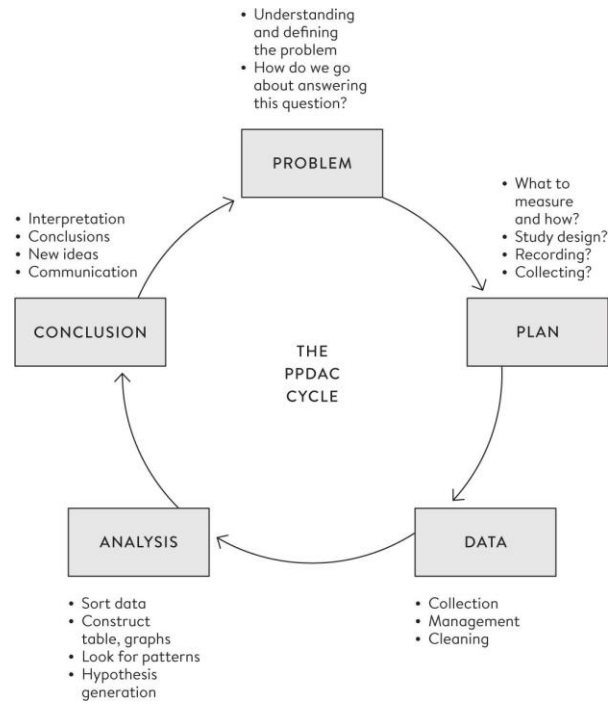 • Understanding
and defining
the problem
• How do we go
about answering
this question?
PROBLEM
• What to
measure
and how?
• Study design?
• Recording?
• Collecting?
PLAN
• Interpretation
• Conclusions
• New ideas
• Communication
CONCLUSION
THE
PPDAC
CYCLE
ANALYSIS
• Sort data
• Construct
table, graphs
• Look for patterns
• Hypothesis
generation
DATA
• Collection
• Management
• Cleaning